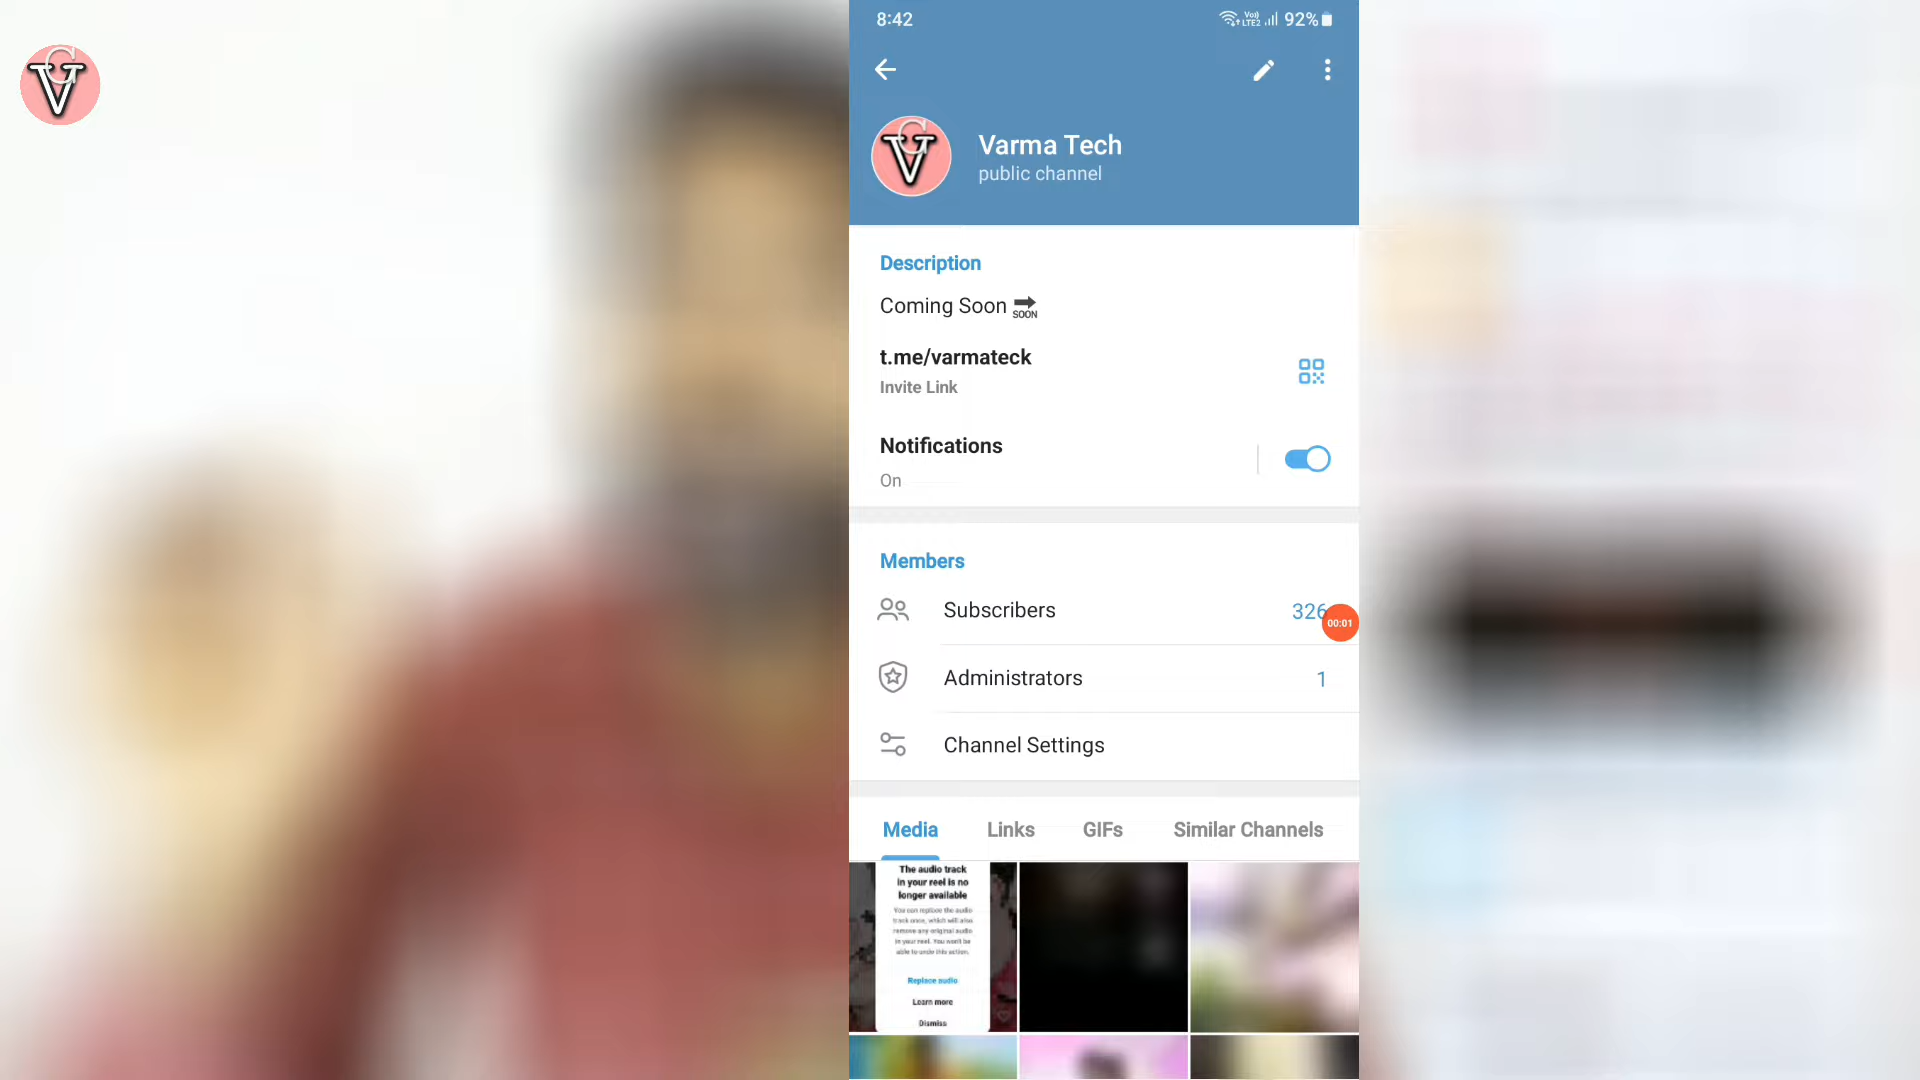 8:42
Vo)
LTE2
92%
Varma Tech
public channel
Description
Coming Soon
SOON
t.me/varmateck
Invite Link
Notifications
On
Members
Subscribers 326
00:01
Administrators 1
Channel Settings
Media Links GIFs Similar Channels
The audio track
in your reel is no
longer available
You can replace the audio
track once, which will also
remove any original audio
in your reel. You won't be
able to undo this action.
Replace audio
Learn more
Dismiss